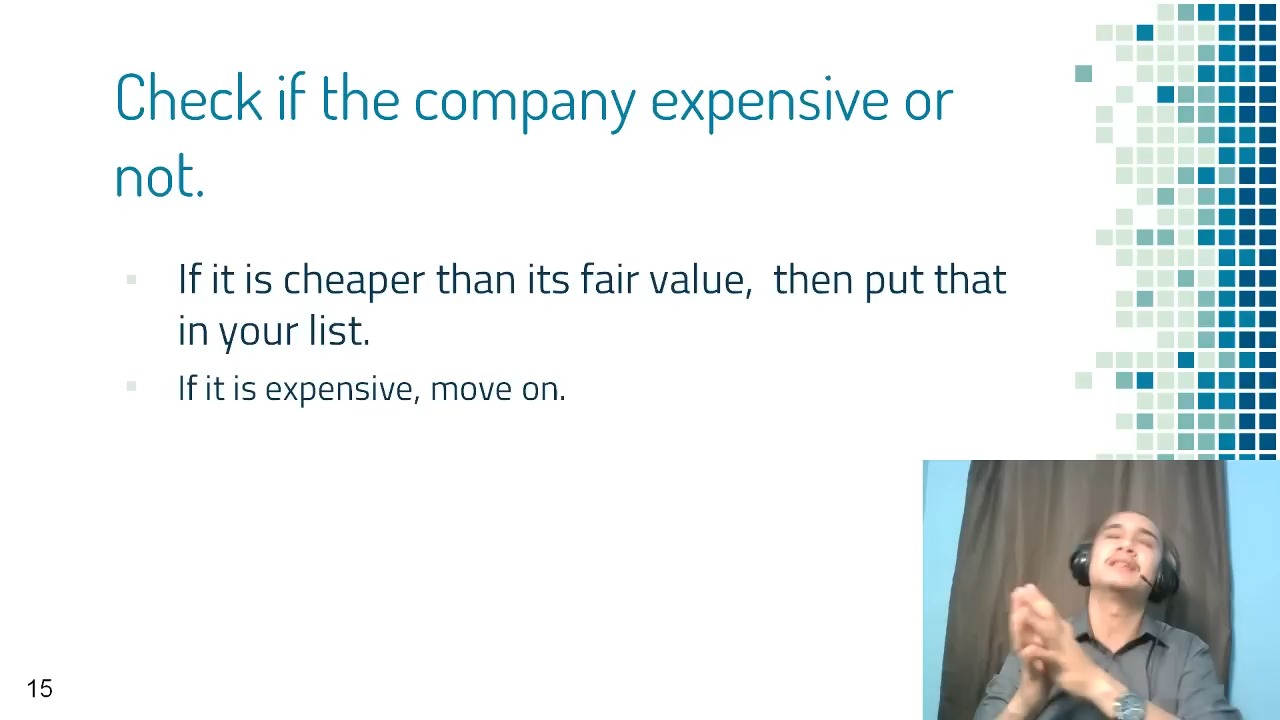 Check if the company expensive or
not.
If it is cheaper than its fair value, then put that
in your list.
If it is expensive, move on.
15